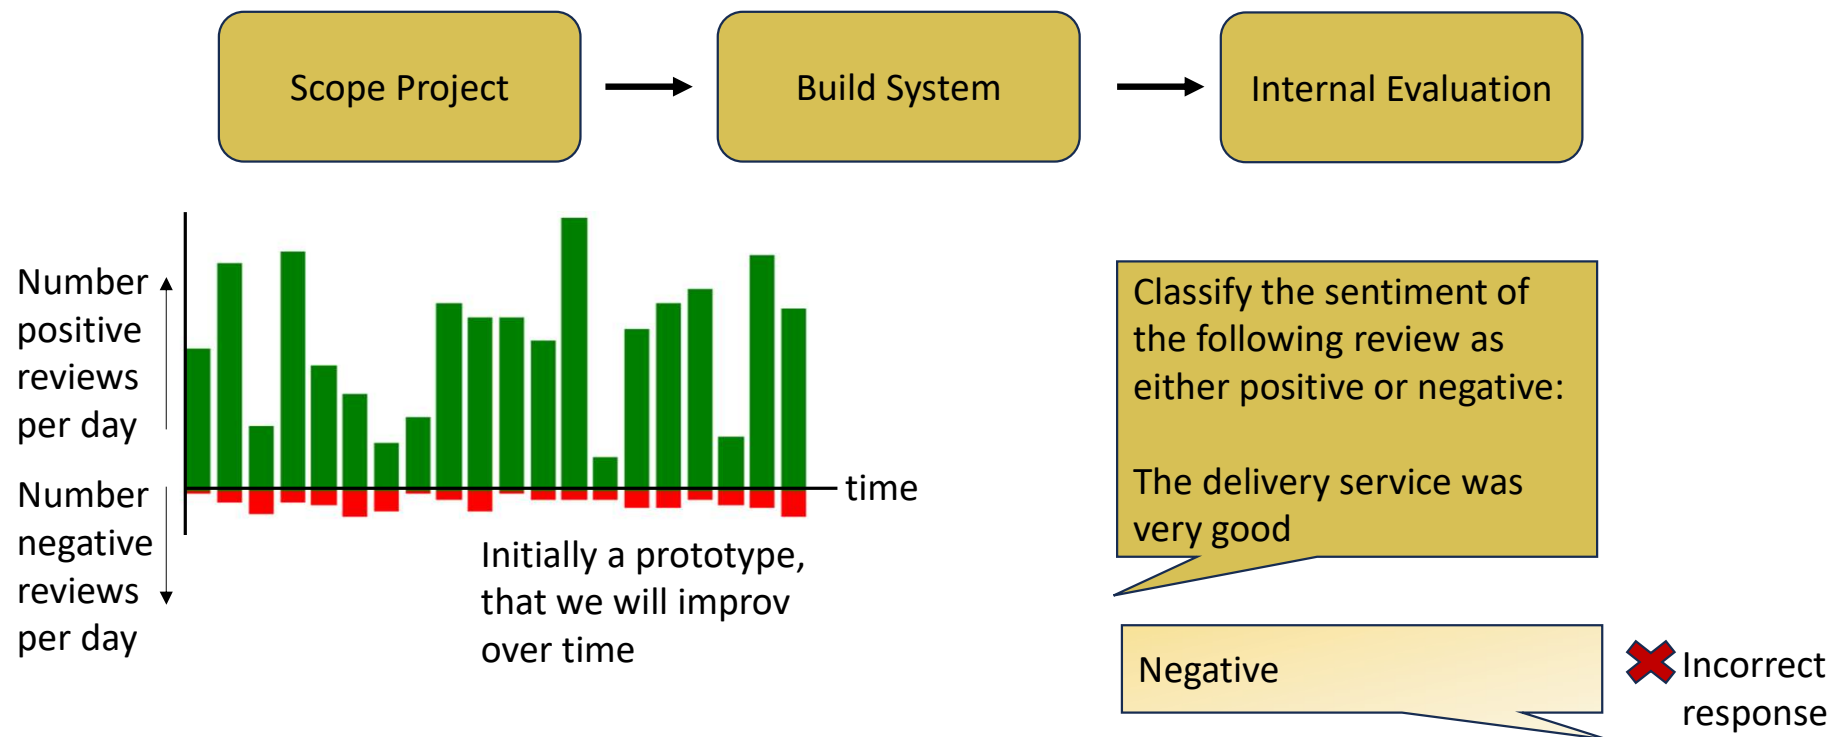 Scope Project
Build System
Internal Evaluation
Number
positive
reviews
per day
Number
negative
reviews
per day
time
Initially a prototype,
that we will improv
over time
Classify the sentiment of
the following review as
either positive or negative:
The delivery service was
very good
Negative
Incorrect
response